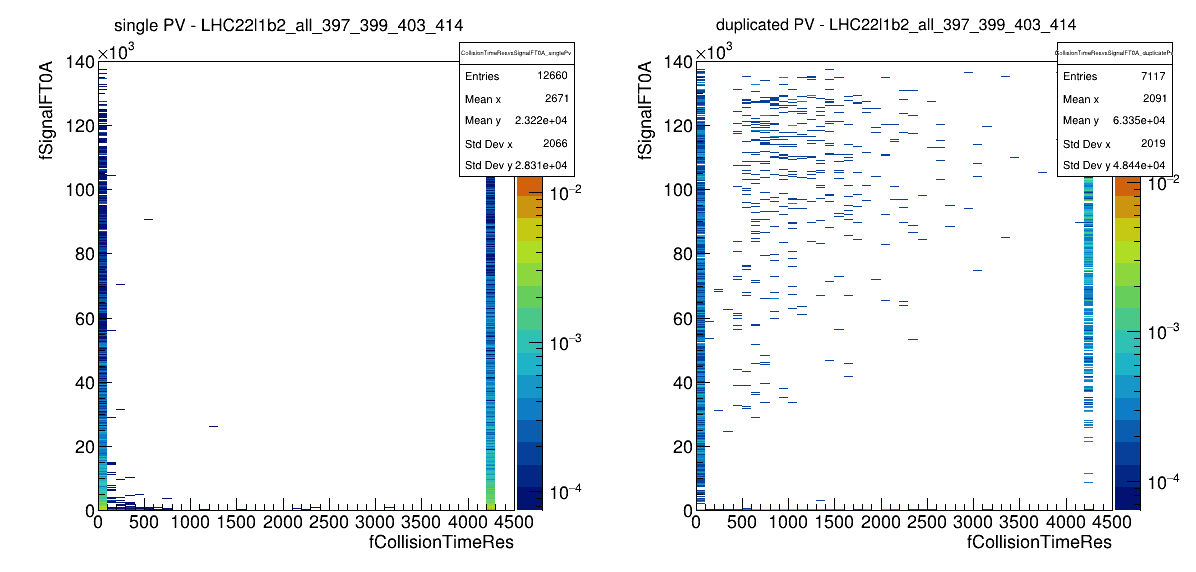 single PV - LHC22l1b2_all_397_399_403_414
×10³
fSignalFT0A
140
120
100
80
60
40
20
0
0 500 1000 1500 2000 2500 3000 3500 4000 4500
fCollisionTimeRes
CollisionTimeResvsSignalFT0A_singlePv
Entries 12660
Mean x 2671
Mean y 2.322e+04
Std Dev x 2066
Std Dev y 2.831e+04
10⁻²
10⁻³
10⁻⁴
duplicated PV - LHC22l1b2_all_397_399_403_414
×10³
fSignalFT0A
140
120
100
80
60
40
20
0
0 500 1000 1500 2000 2500 3000 3500 4000 4500
fCollisionTimeRes
CollisionTimeResvsSignalFT0A_duplicatePv
Entries 7117
Mean x 2091
Mean y 6.335e+04
Std Dev x 2019
Std Dev y 4.844e+04
10⁻²
10⁻³
10⁻⁴